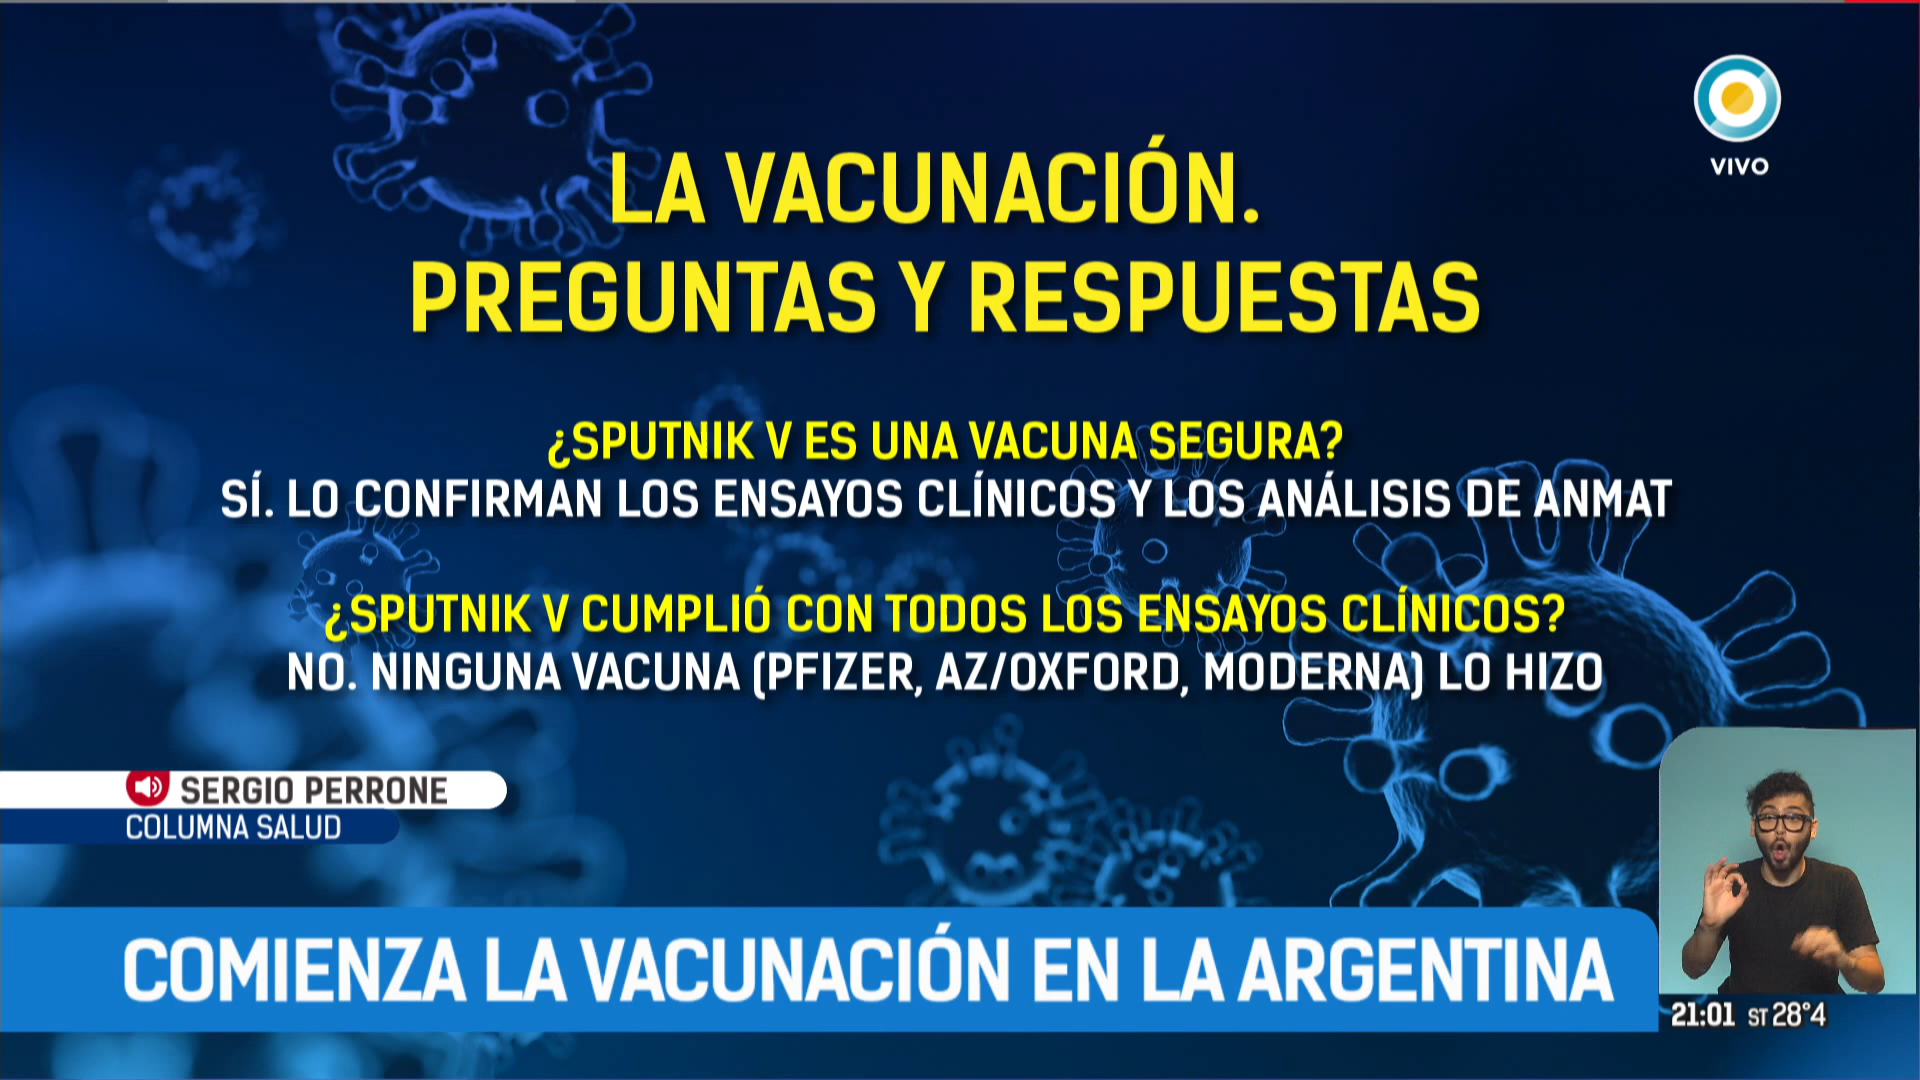 VIVO
LA VACUNACIÓN.
PREGUNTAS Y RESPUESTAS
¿SPUTNIK V ES UNA VACUNA SEGURA?
SÍ. LO CONFIRMAN LOS ENSAYOS CLÍNICOS Y LOS ANÁLISIS DE ANMAT
¿SPUTNIK V CUMPLIÓ CON TODOS LOS ENSAYOS CLÍNICOS?
NO. NINGUNA VACUNA (PFIZER, AZ/OXFORD, MODERNA) LO HIZO
SERGIO PERRONE
COLUMNA SALUD
COMIENZA LA VACUNACIÓN EN LA ARGENTINA
21:01 ST 28°4